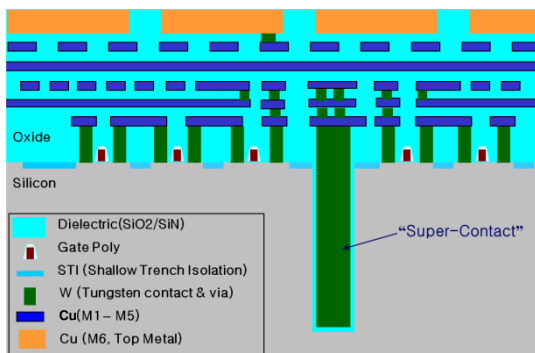 Oxide
Silicon
"Super-Contact"
Dielectric(SiO2/SiN)
Gate Poly
STI (Shallow Trench Isolation)
W (Tungsten contact & via)
Cu(M1– M5)
Cu (M6, Top Metal)